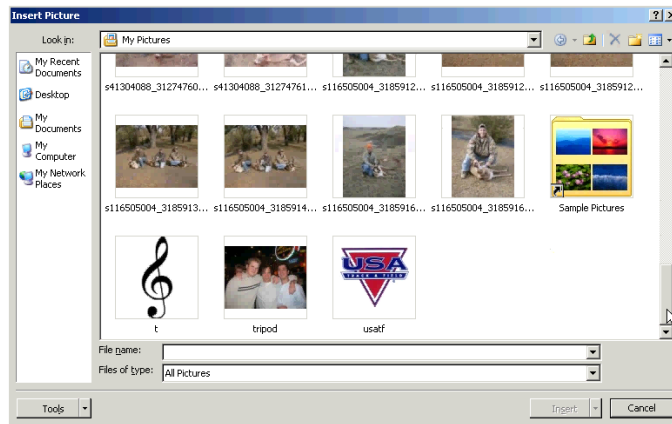 Insert Picture
Look in:
My Pictures
My Recent
Documents
Desktop
My
Documents
My
Computer
My Network
Places
s41304088_31274760... s41304088_31274761... s116505004_3185912... s116505004_3185912... s116505004_3185912...
s116505004_3185913... s116505004_3185914... s116505004_3185916... s116505004_3185916... Sample Pictures
USA
TRACK & FIELD
t tripod usatf
File name:
Files of type: All Pictures
Tools Insert Cancel